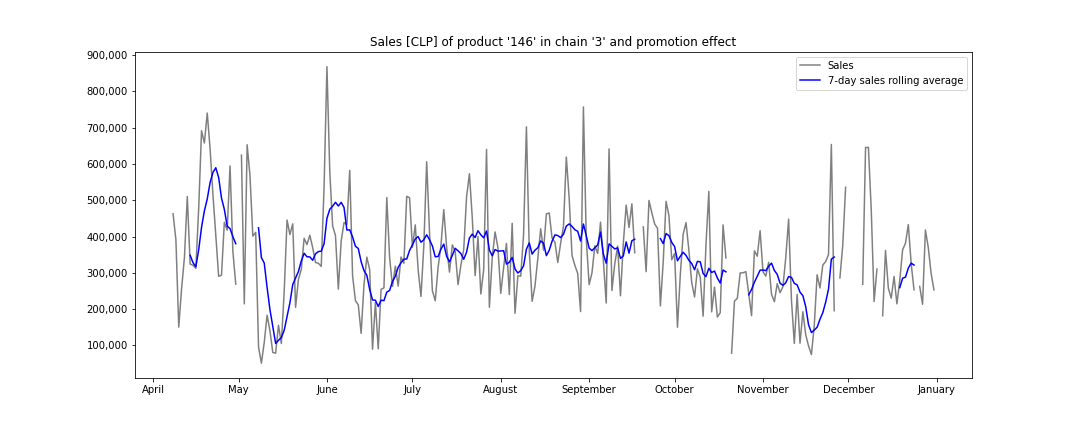 Sales [CLP] of product '146' in chain '3' and promotion effect
900,000
800,000
700,000
600,000
500,000
400,000
300,000
200,000
100,000
Sales
7-day sales rolling average
April May June July August September October November December January